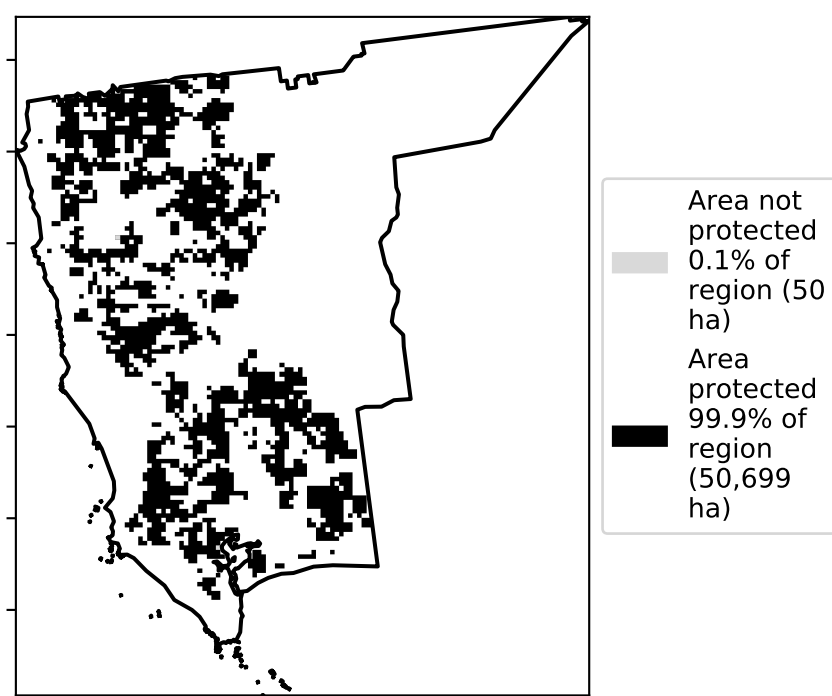 Area not
protected
0.1% of
region (50
ha)
Area
protected
99.9% of
region
(50,699
ha)